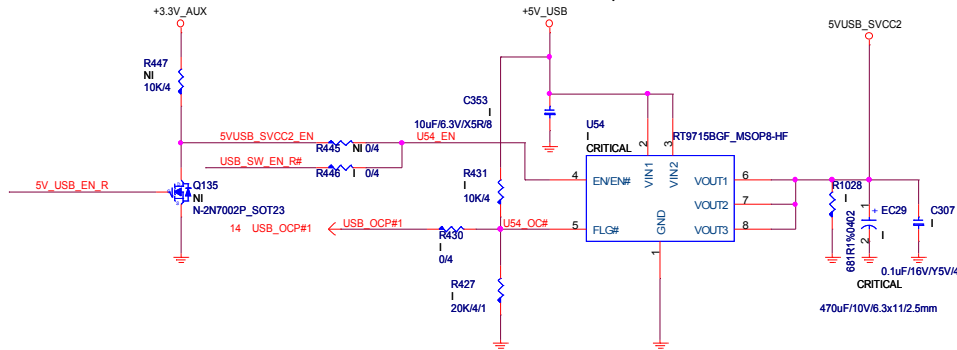 +3.3V_AUX
+5V_USB
5VUSB_SVCC2
R447
NI
10K/4
C353
I
10uF/6.3V/X5R/8
U54
I
CRITICAL
RT9715BGF_MSOP8-HF
2
3
5VUSB_SVCC2_EN
U54_EN
R445
NI 0/4
USB_SW_EN_R#
R446
I 0/4
VIN1
VIN2
4
EN/EN#
VOUT1
6
VOUT2
7
VOUT3
8
5
FLG#
GND
1
5V_USB_EN_R
Q135
NI
N-2N7002P_SOT23
R431
I
10K/4
R1028
I
681R1%0402
1
+
EC29
2
I
C307
I
0.1uF/16V/Y5V/4
CRITICAL
470uF/10V/6.3x11/2.5mm
14 USB_OCP#1
USB_OCP#1
R430
I
0/4
U54_OC#
R427
I
20K/4/1